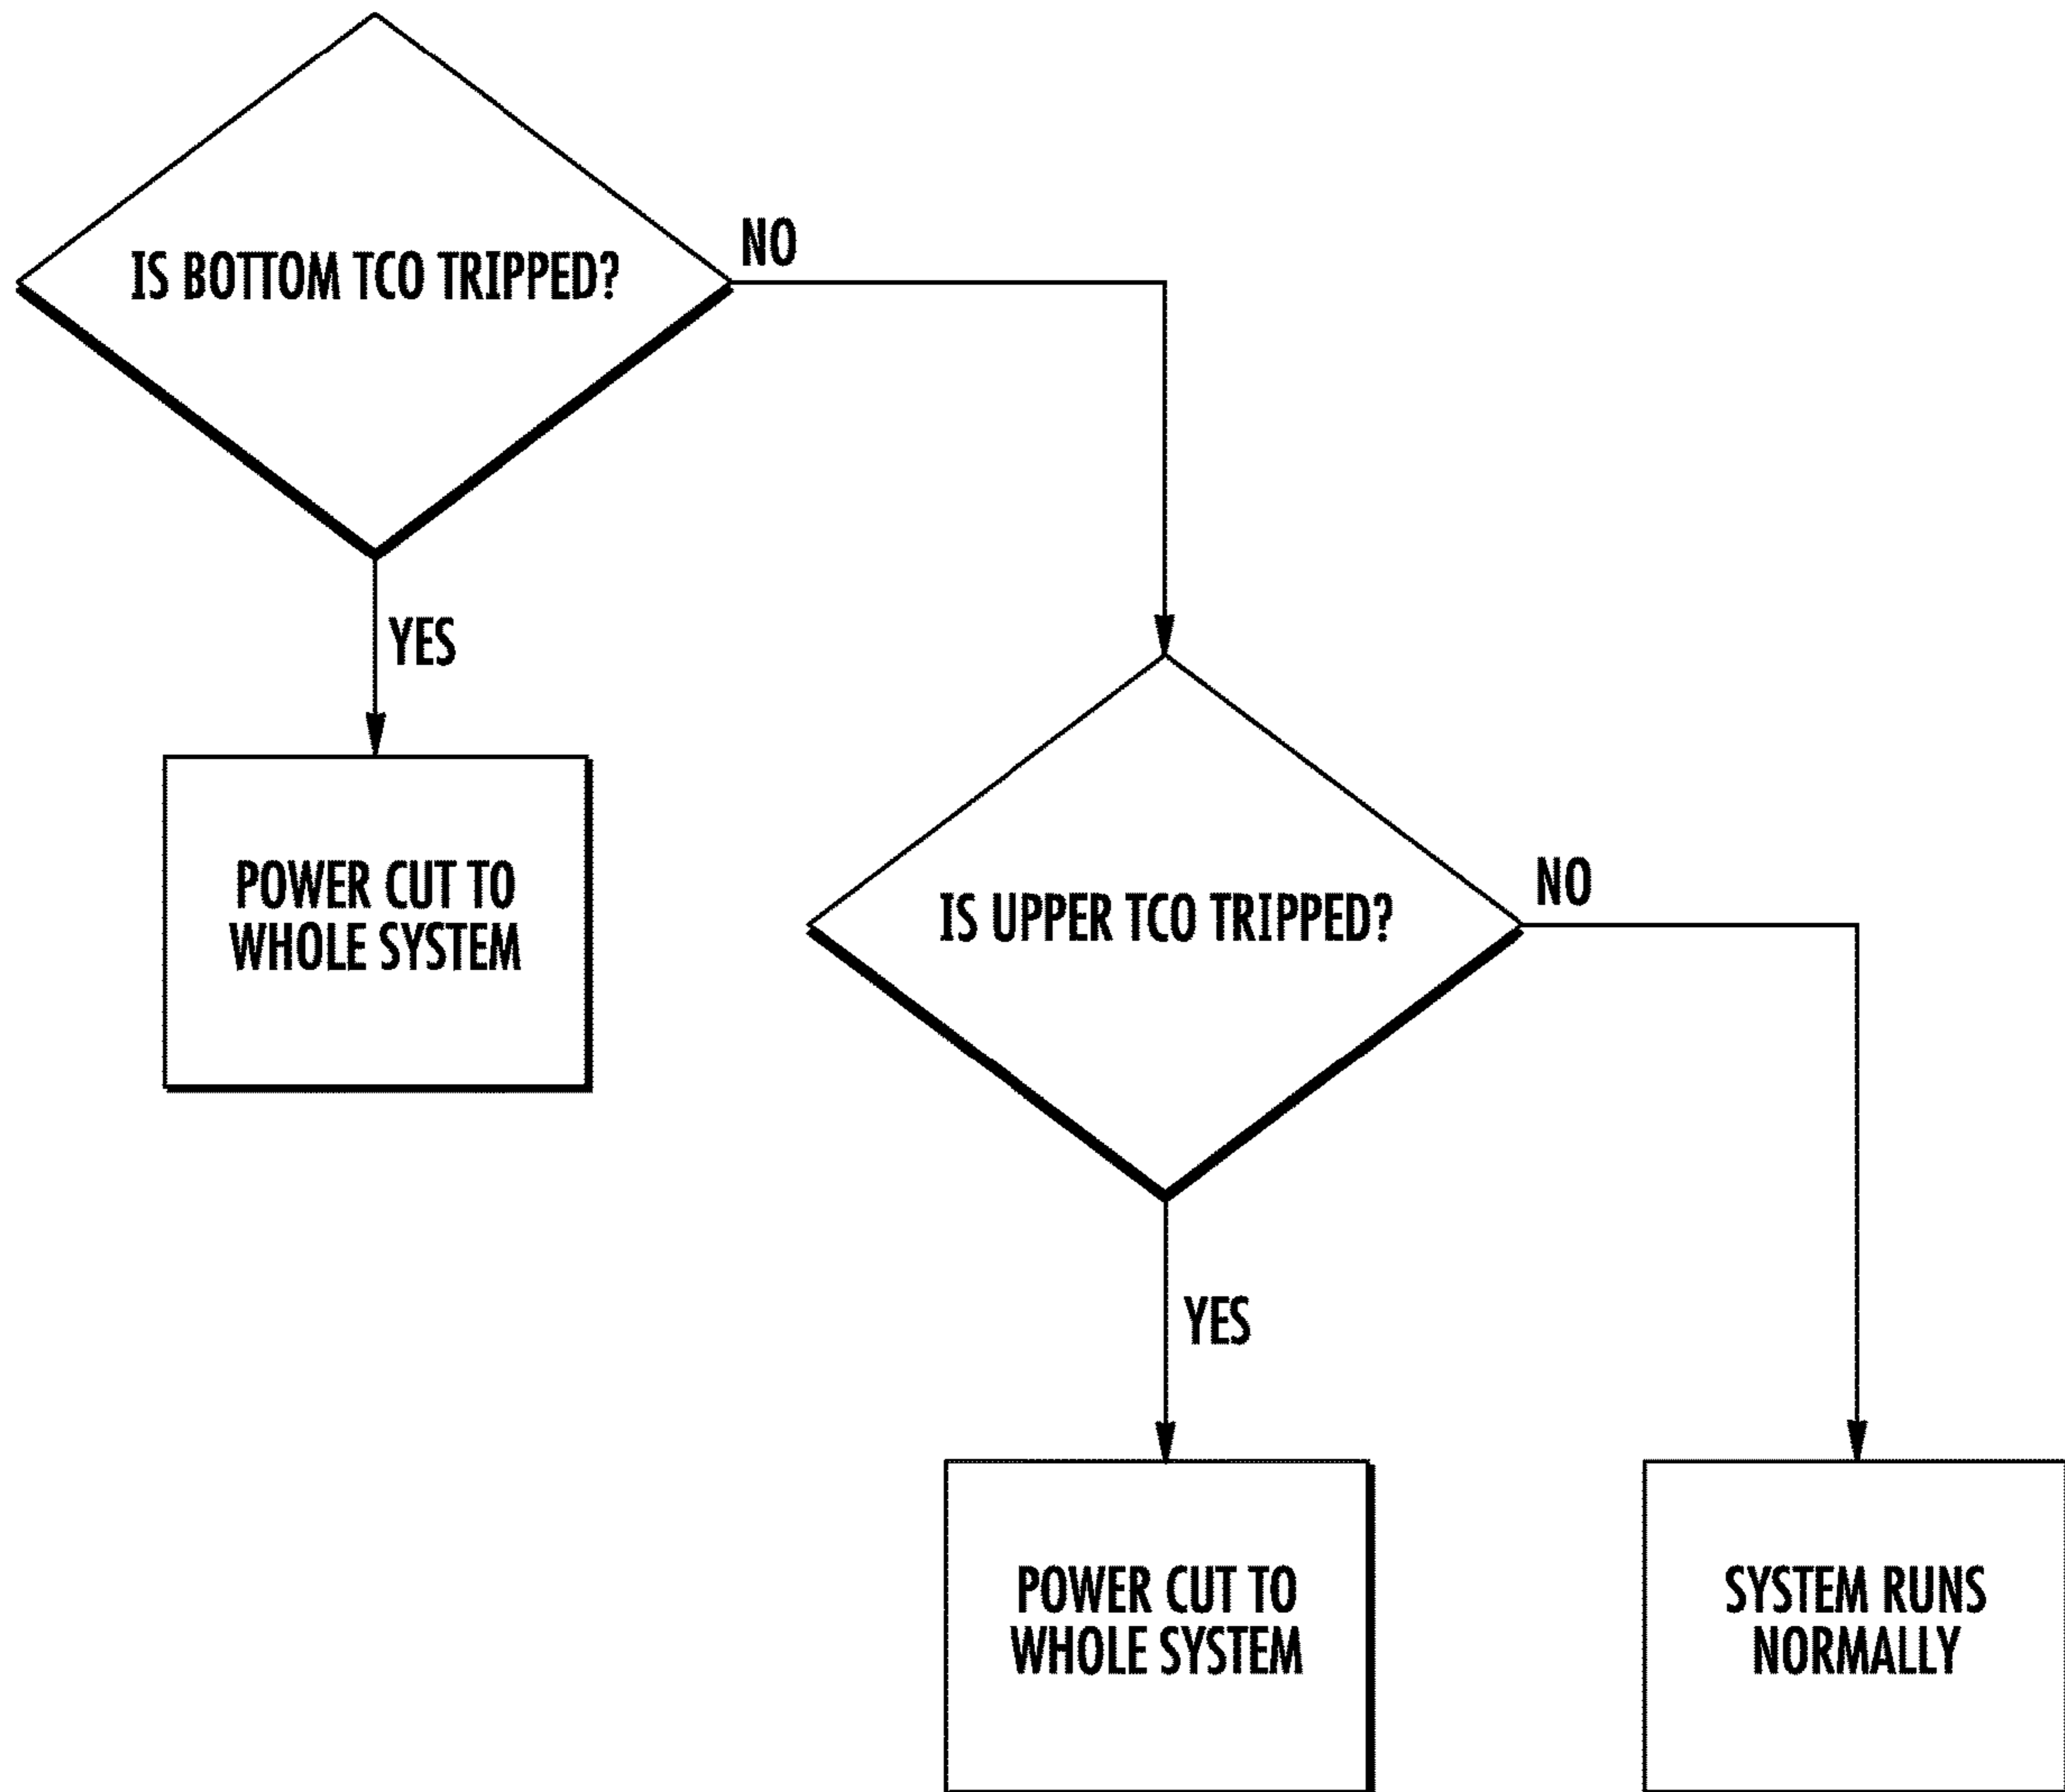 IS BOTTOM TCO TRIPPED?
NO
YES
POWER CUT TO
WHOLE SYSTEM
IS UPPER TCO TRIPPED?
NO
YES
POWER CUT TO
WHOLE SYSTEM
SYSTEM RUNS
NORMALLY